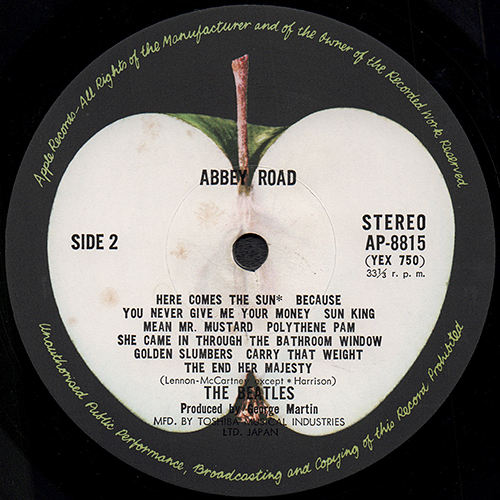 Apple Records-All Rights of the Manufacturer and of the Owner of the Recorded Work Reserved
ABBEY ROAD
SIDE 2
STEREO
AP-8815
(YEX 750)
33⅓ r. p. m.
HERE COMES THE SUN* BECAUSE
YOU NEVER GIVE ME YOUR MONEY SUN KING
MEAN MR. MUSTARD POLYTHENE PAM
SHE CAME IN THROUGH THE BATHROOM WINDOW
GOLDEN SLUMBERS CARRY THAT WEIGHT
THE END HER MAJESTY
(Lennon-McCartney except * Harrison)
THE BEATLES
Produced by George Martin
MFD. BY TOSHIBA MUSICAL INDUSTRIES
LTD. JAPAN
Unauthorised Public Performance, Broadcasting and Copying of this Record Prohibited